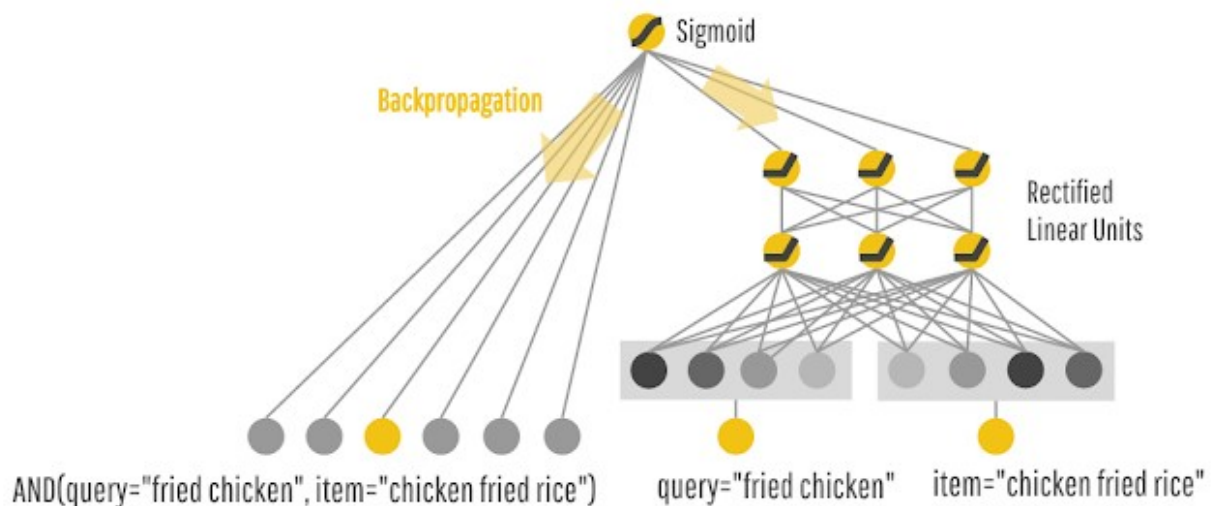 Sigmoid
Backpropagation
Rectified
Linear Units
AND(query="fried chicken", item="chicken fried rice")
query="fried chicken"
item="chicken fried rice"